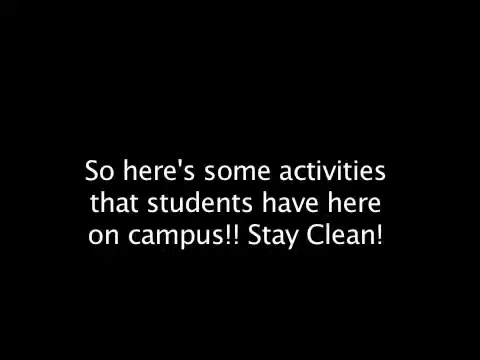 So here's some activities
that students have here
on campus!! Stay Clean!